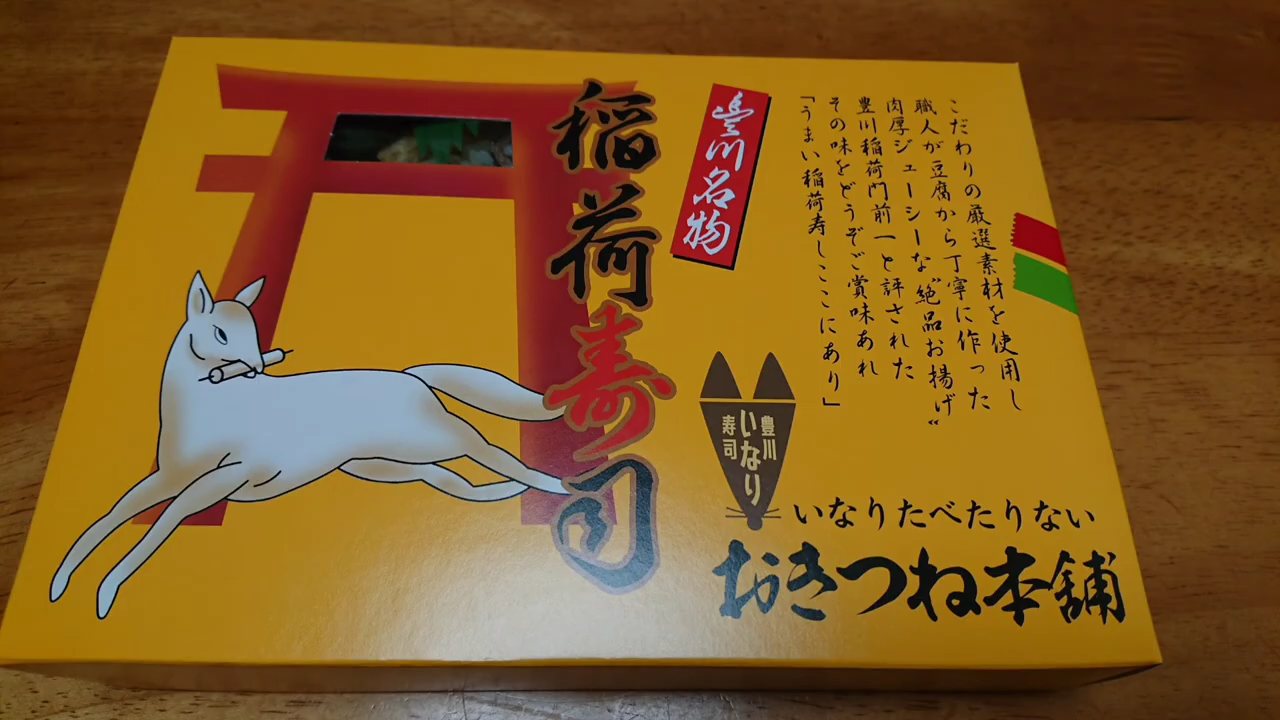 豊川名物
稲荷寿司
こだわりの厳選素材を使用し
職人が豆腐から丁寧に作った
肉厚ジューシーな〝絶品お揚げ〟
豊川稲荷門前一と評された
その味をどうぞご賞味あれ
「うまい稲荷寿しここにあり」
豊川
いなり
寿司
いなりたべたりない
おきつね本舗